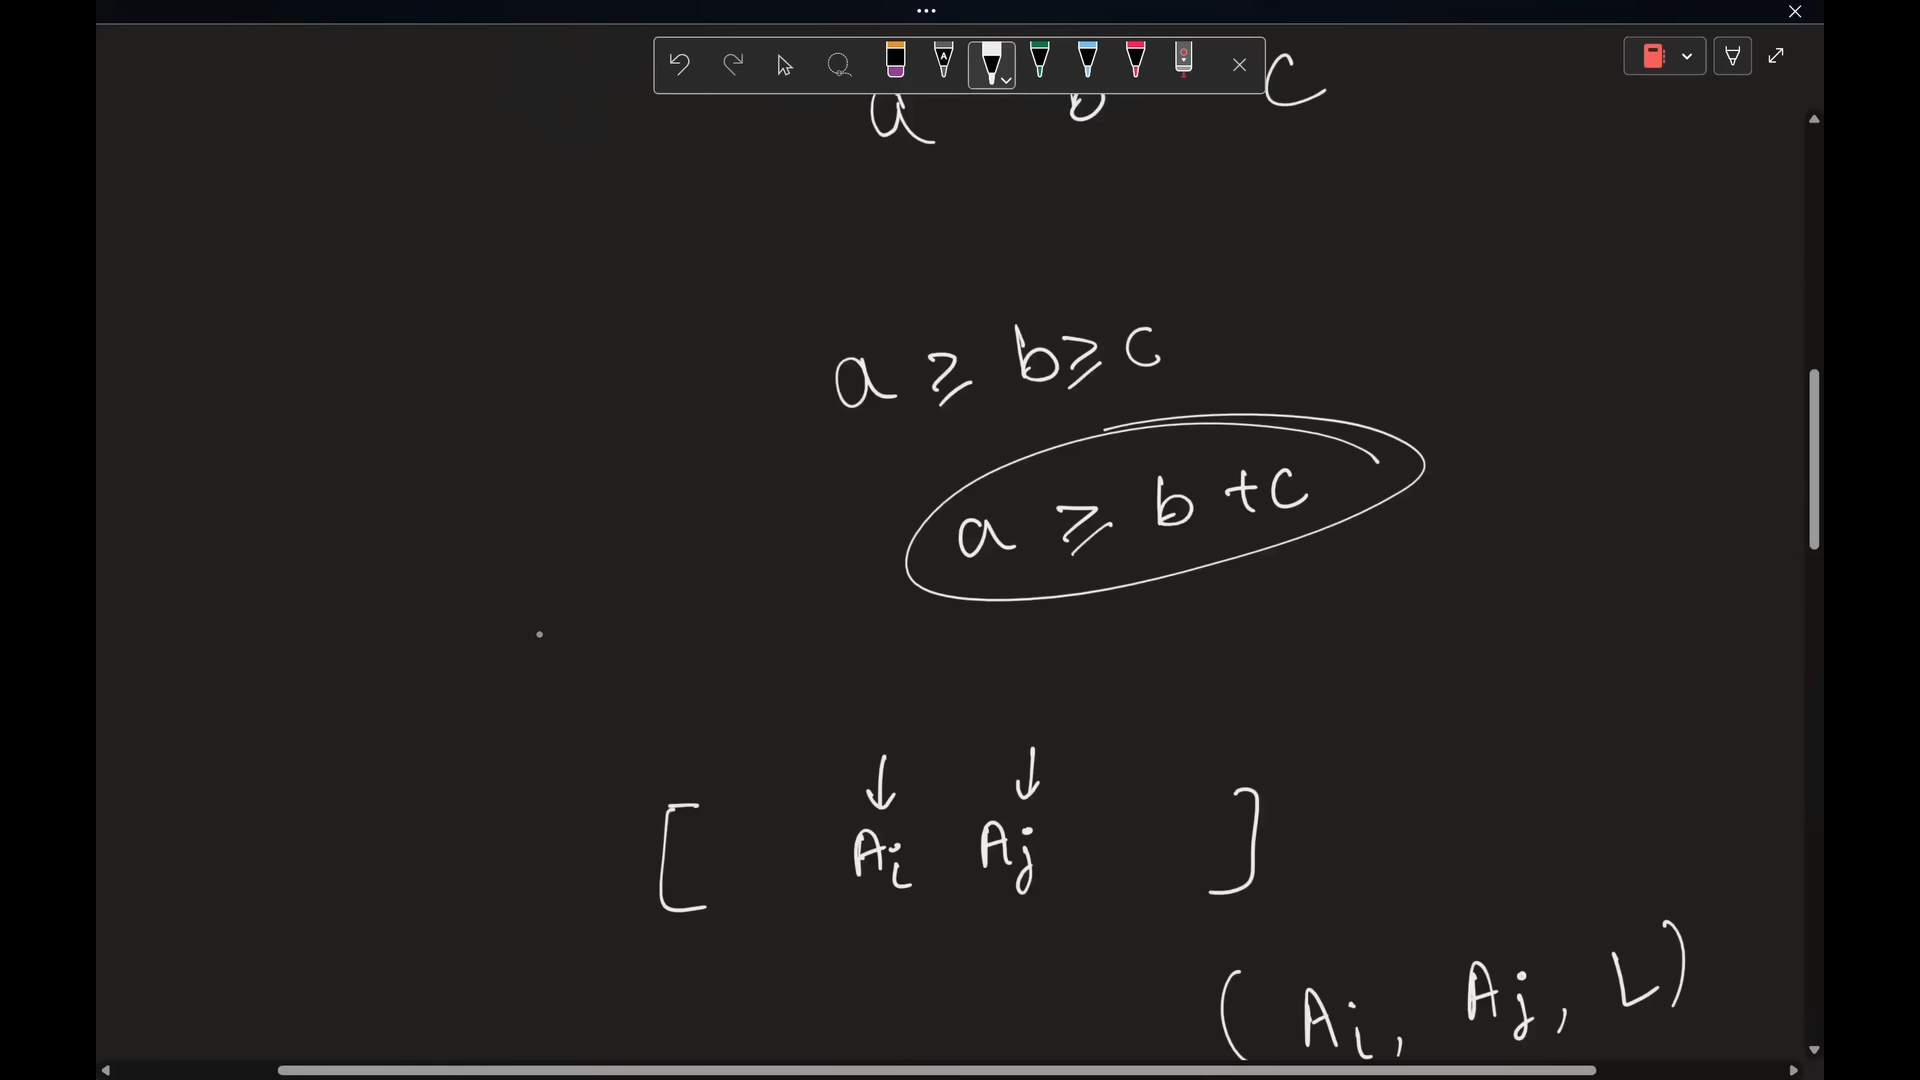 a b c
a ≥ b ≥ c
a ≥ b + c
↓ ↓
[ Ai Aj ]
( Ai, Aj, L )